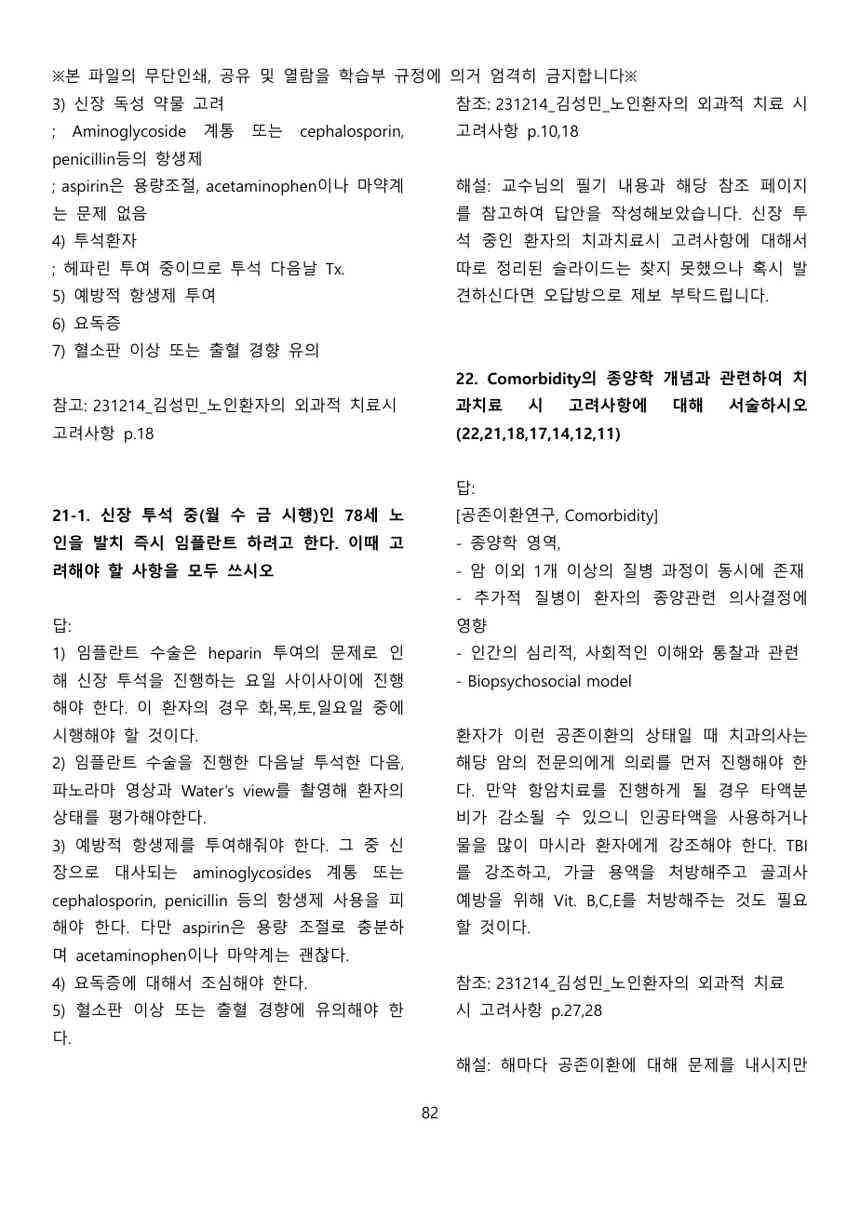 ※본 파일의 무단인쇄, 공유 및 열람을 학습부 규정에 의거 엄격히 금지합니다※
3) 신장 독성 약물 고려
; Aminoglycoside 계통 또는 cephalosporin,
penicillin등의 항생제
; aspirin은 용량조절, acetaminophen이나 마약계
는 문제 없음
4) 투석환자
; 헤파린 투여 중이므로 투석 다음날 Tx.
5) 예방적 항생제 투여
6) 요독증
7) 혈소판 이상 또는 출혈 경향 유의
참고: 231214_김성민_노인환자의 외과적 치료시
고려사항 p.18
21-1. 신장 투석 중(월 수 금 시행)인 78세 노
인을 발치 즉시 임플란트 하려고 한다. 이때 고
려해야 할 사항을 모두 쓰시오
답:
1) 임플란트 수술은 heparin 투여의 문제로 인
해 신장 투석을 진행하는 요일 사이사이에 진행
해야 한다. 이 환자의 경우 화,목,토,일요일 중에
시행해야 할 것이다.
2) 임플란트 수술을 진행한 다음날 투석한 다음,
파노라마 영상과 Water’s view를 촬영해 환자의
상태를 평가해야한다.
3) 예방적 항생제를 투여해줘야 한다. 그 중 신
장으로 대사되는 aminoglycosides 계통 또는
cephalosporin, penicillin 등의 항생제 사용을 피
해야 한다. 다만 aspirin은 용량 조절로 충분하
며 acetaminophen이나 마약계는 괜찮다.
4) 요독증에 대해서 조심해야 한다.
5) 혈소판 이상 또는 출혈 경향에 유의해야 한
다.
참조: 231214_김성민_노인환자의 외과적 치료 시
고려사항 p.10,18
해설: 교수님의 필기 내용과 해당 참조 페이지
를 참고하여 답안을 작성해보았습니다. 신장 투
석 중인 환자의 치과치료시 고려사항에 대해서
따로 정리된 슬라이드는 찾지 못했으나 혹시 발
견하신다면 오답방으로 제보 부탁드립니다.
22. Comorbidity의 종양학 개념과 관련하여 치
과치료 시 고려사항에 대해 서술하시오
(22,21,18,17,14,12,11)
답:
[공존이환연구, Comorbidity]
- 종양학 영역,
- 암 이외 1개 이상의 질병 과정이 동시에 존재
- 추가적 질병이 환자의 종양관련 의사결정에
영향
- 인간의 심리적, 사회적인 이해와 통찰과 관련
- Biopsychosocial model
환자가 이런 공존이환의 상태일 때 치과의사는
해당 암의 전문의에게 의뢰를 먼저 진행해야 한
다. 만약 항암치료를 진행하게 될 경우 타액분
비가 감소될 수 있으니 인공타액을 사용하거나
물을 많이 마시라 환자에게 강조해야 한다. TBI
를 강조하고, 가글 용액을 처방해주고 골괴사
예방을 위해 Vit. B,C,E를 처방해주는 것도 필요
할 것이다.
참조: 231214_김성민_노인환자의 외과적 치료
시 고려사항 p.27,28
해설: 해마다 공존이환에 대해 문제를 내시지만
82